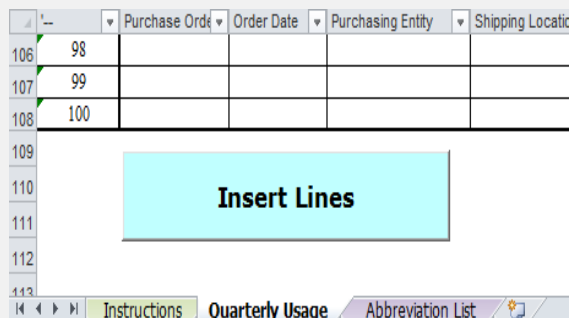 '-- Purchase Orde Order Date Purchasing Entity Shipping Locatio
106 98
107 99
108 100
109
110 Insert Lines
111
112
113
Instructions Quarterly Usage Abbreviation List